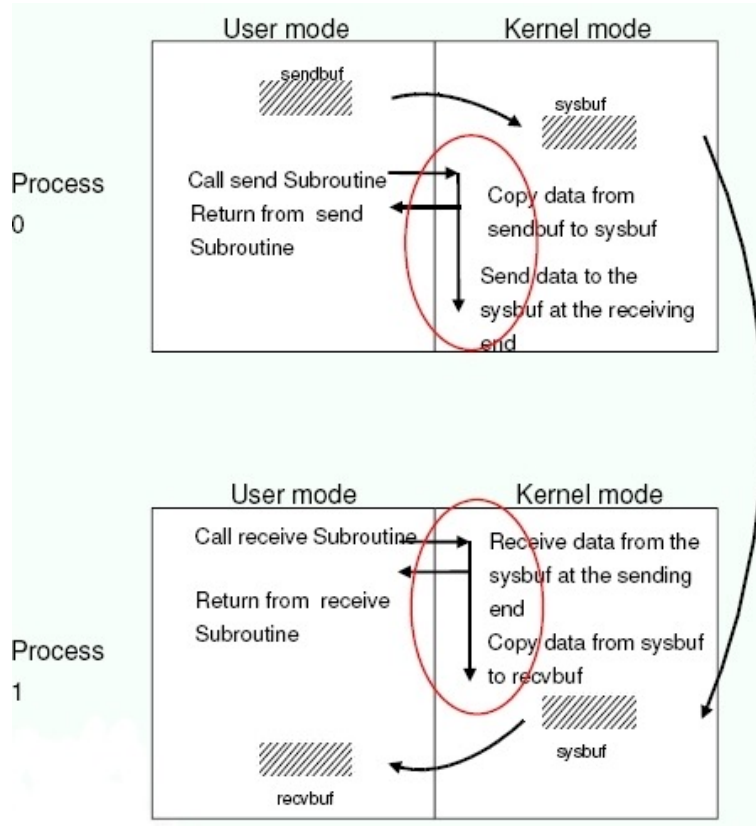 User mode
Kernel mode
sendbuf
sysbuf
Process
0
Call send Subroutine
Return from send
Subroutine
Copy data from
sendbuf to sysbuf
Send data to the
sysbuf at the receiving
end
User mode
Kernel mode
Process
1
Call receive Subroutine
Return from receive
Subroutine
Receive data from the
sysbuf at the sending
end
Copy data from sysbuf
to recvbuf
sysbuf
recvbuf